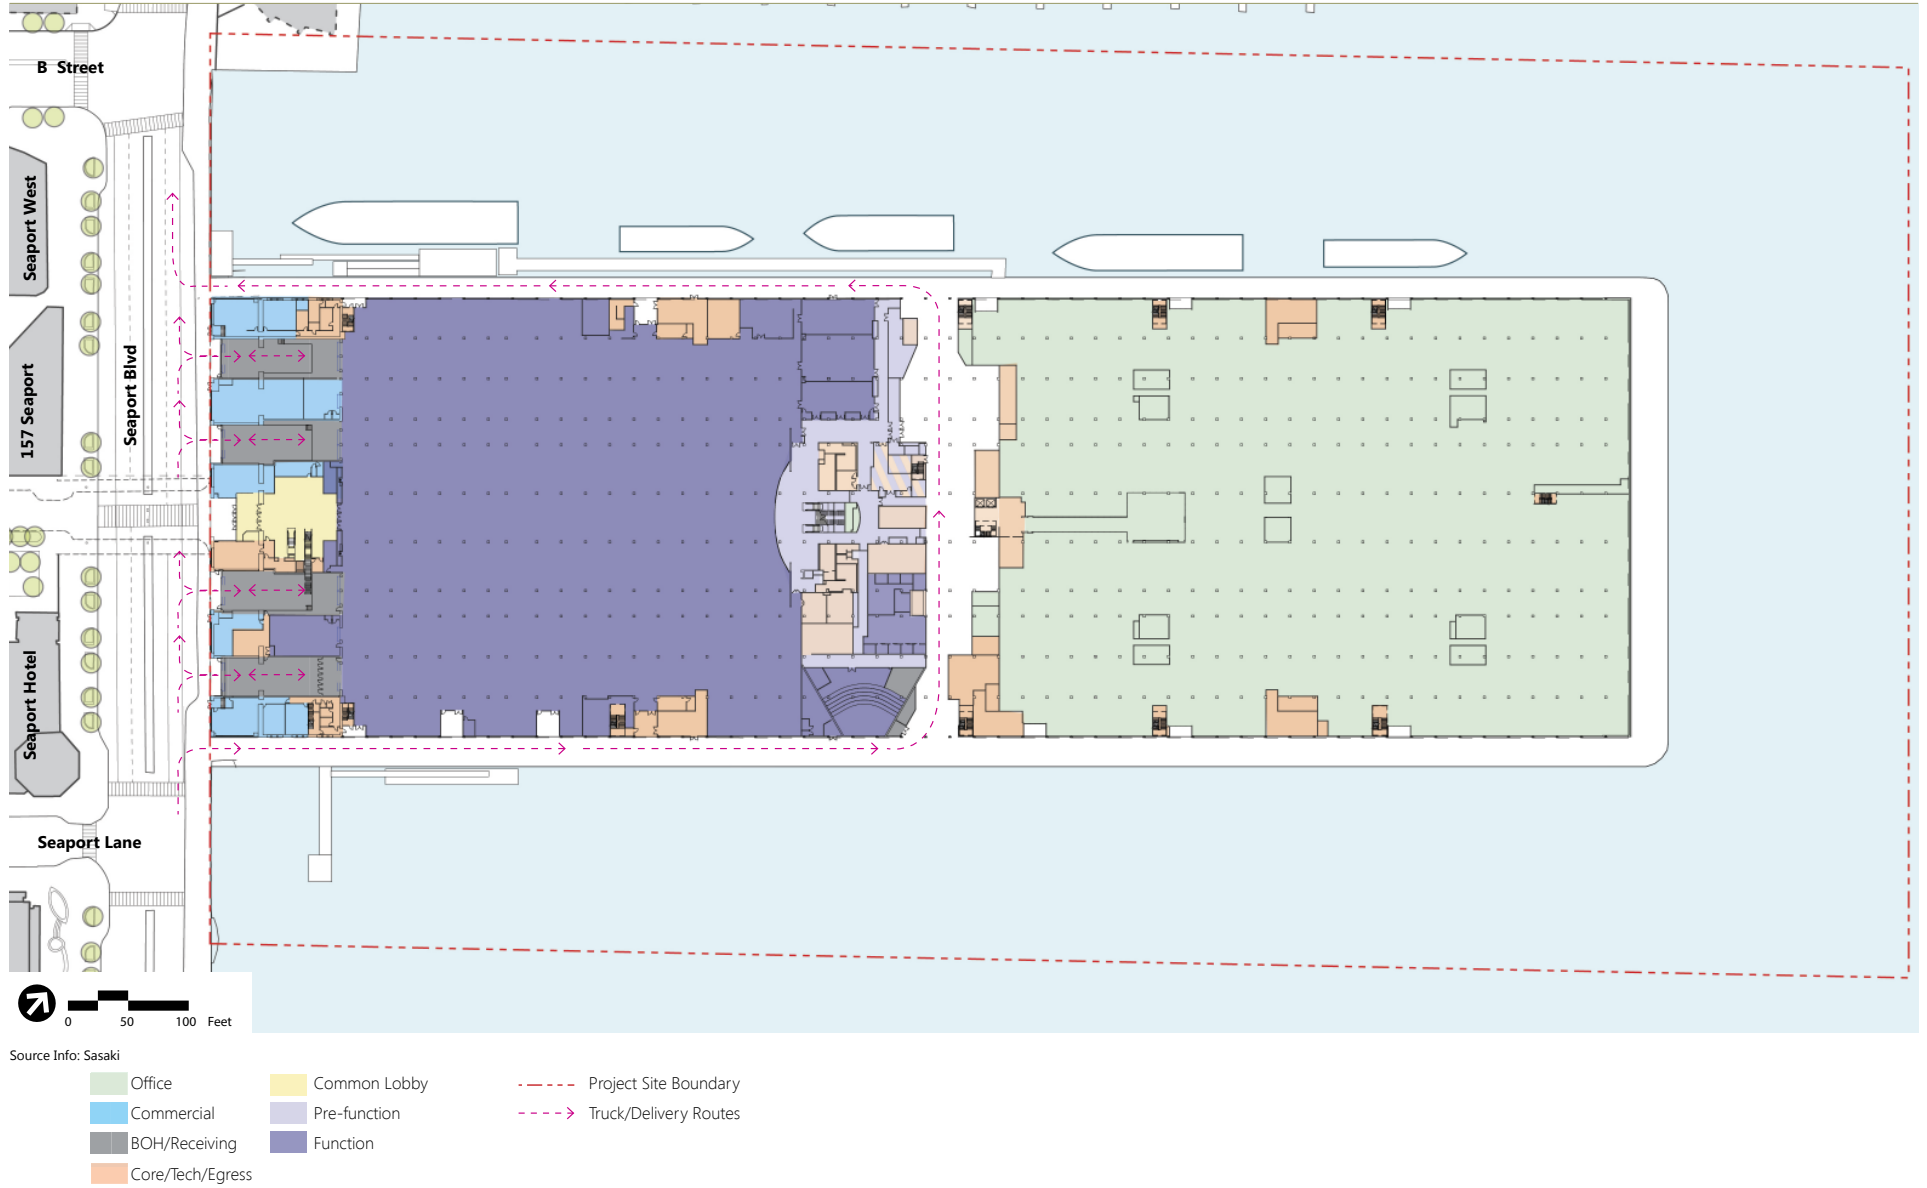 B Street
Seaport West
157 Seaport
Seaport Blvd
Seaport Hotel
Seaport Lane
0 50 100 Feet
Source Info: Sasaki
Office
Commercial
BOH/Receiving
Core/Tech/Egress
Common Lobby
Pre-function
Function
Project Site Boundary
Truck/Delivery Routes